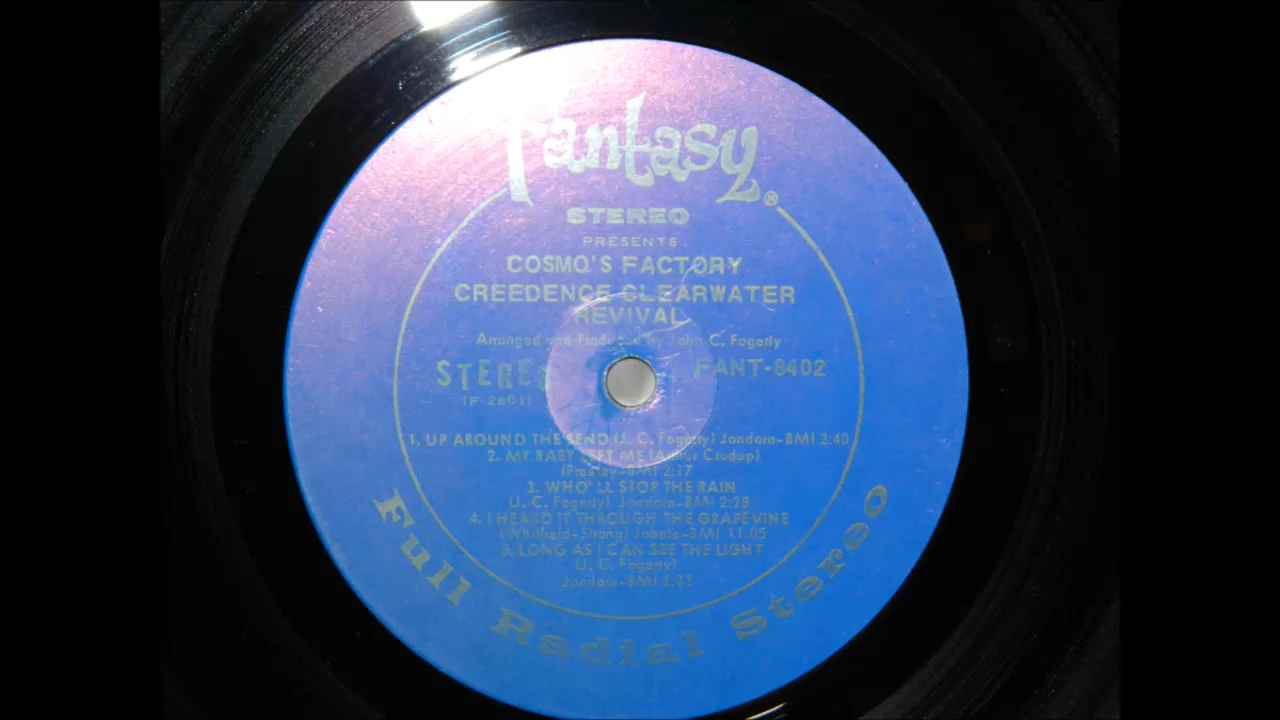 Fantasy®
STEREO
PRESENTS
COSMO'S FACTORY
CREEDENCE CLEARWATER
REVIVAL
Arranged and Produced by John C. Fogerty
STEREO
FANT-8402
(F-2801)
1. UP AROUND THE BEND (J. C. Fogerty) Jondora-BMI 2:40
2. MY BABY LEFT ME (Arthur Crudup)
(Presley-BMI 2:17
3. WHO'LL STOP THE RAIN
(J. C. Fogerty) Jondora-BMI 2:28
4. I HEARD IT THROUGH THE GRAPEVINE
(Whitfield-Strong) Jobete-BMI 11:05
5. LONG AS I CAN SEE THE LIGHT
(J. C. Fogerty)
Jondora-BMI 3:33
Full Radial Stereo